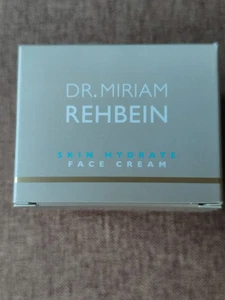 DR. MIRIAM
REHBEIN
SKIN HYDRATE
FACE CREAM